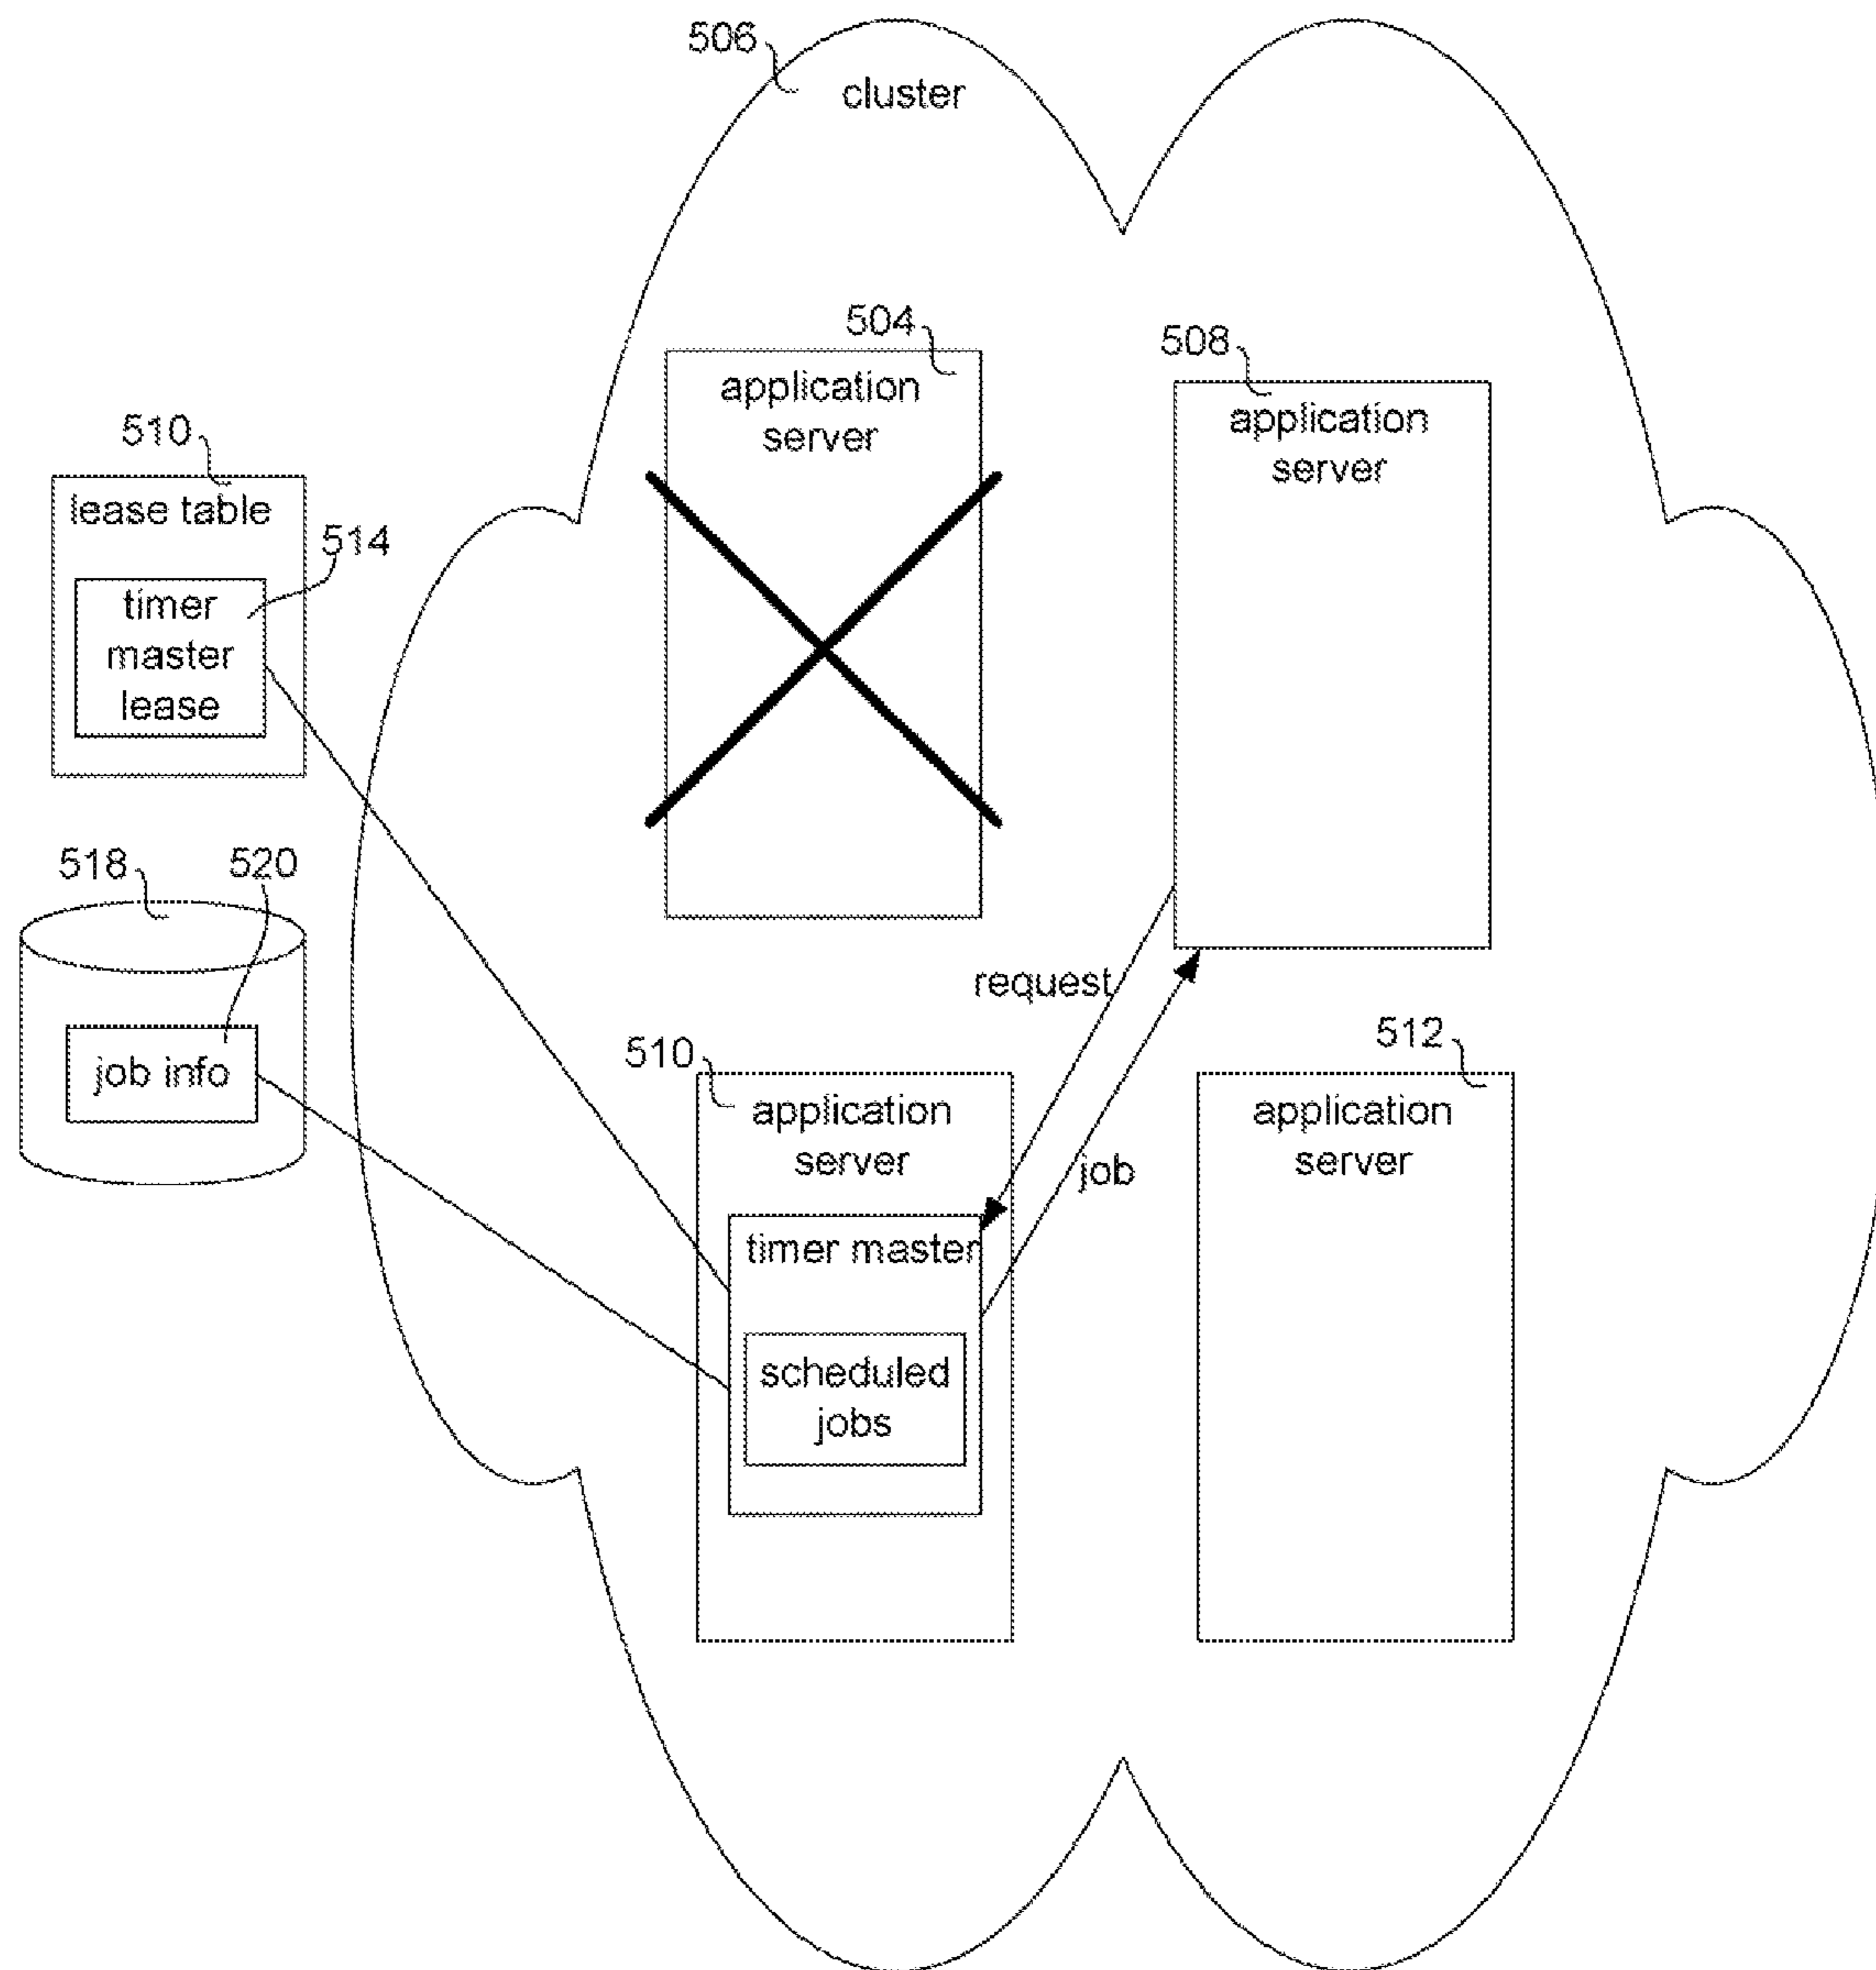 506
cluster
504
application
server
508
application
server
510
lease table
514
timer
master
lease
518
520
job info
request
job
510
application
server
timer master
scheduled
jobs
512
application
server